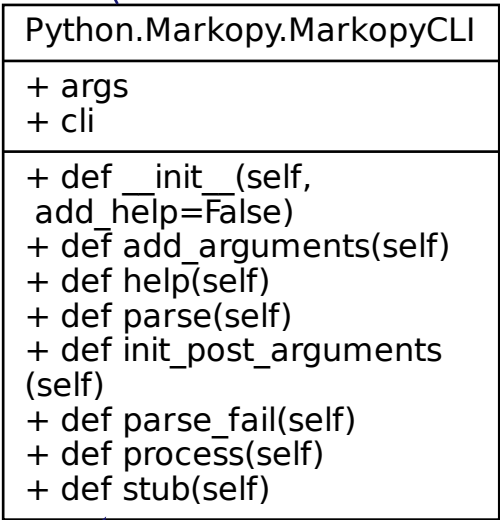 Python.Markopy.MarkopyCLI
+ args
+ cli
+ def __init__(self,
add_help=False)
+ def add_arguments(self)
+ def help(self)
+ def parse(self)
+ def init_post_arguments
(self)
+ def parse_fail(self)
+ def process(self)
+ def stub(self)